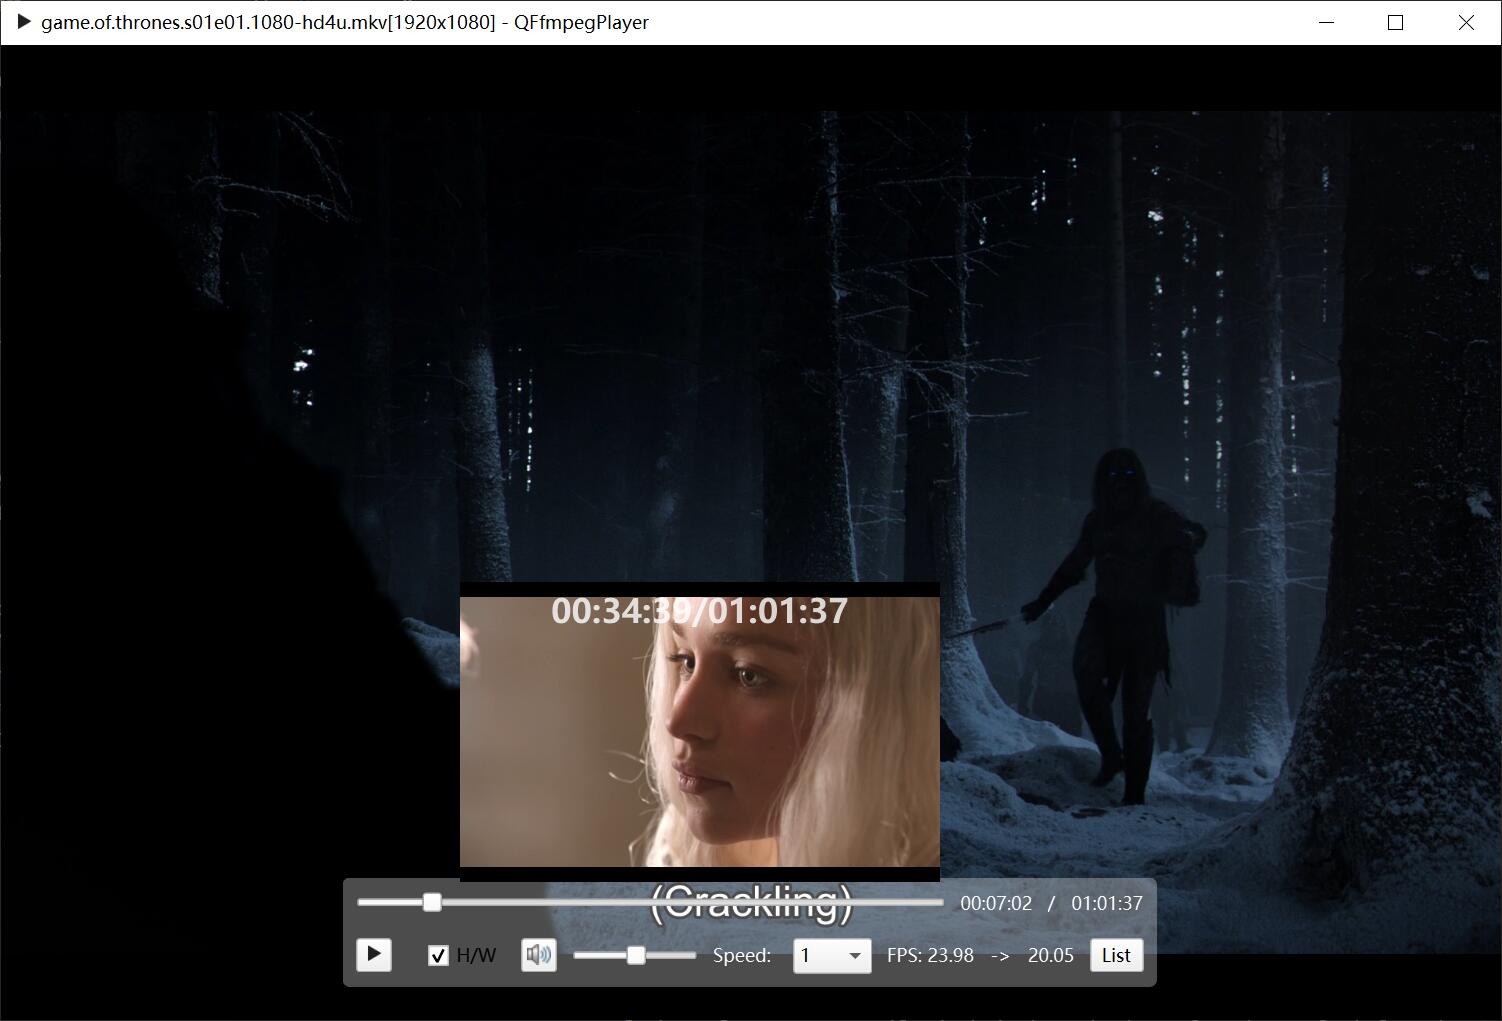 game.of.thrones.s01e01.1080-hd4u.mkv[1920x1080] - QFfmpegPlayer
00:34:39/01:01:37
(Crackling)
00:07:02 / 01:01:37
H/W Speed: 1 FPS: 23.98 -> 20.05 List